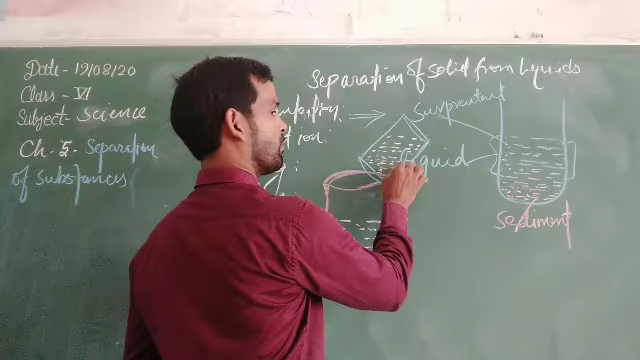 Date - 19/08/20
Class - VI
Subject - Science
Ch. 5 - Separation
of Substances
Separation of solid from liquids
liquid
sediment